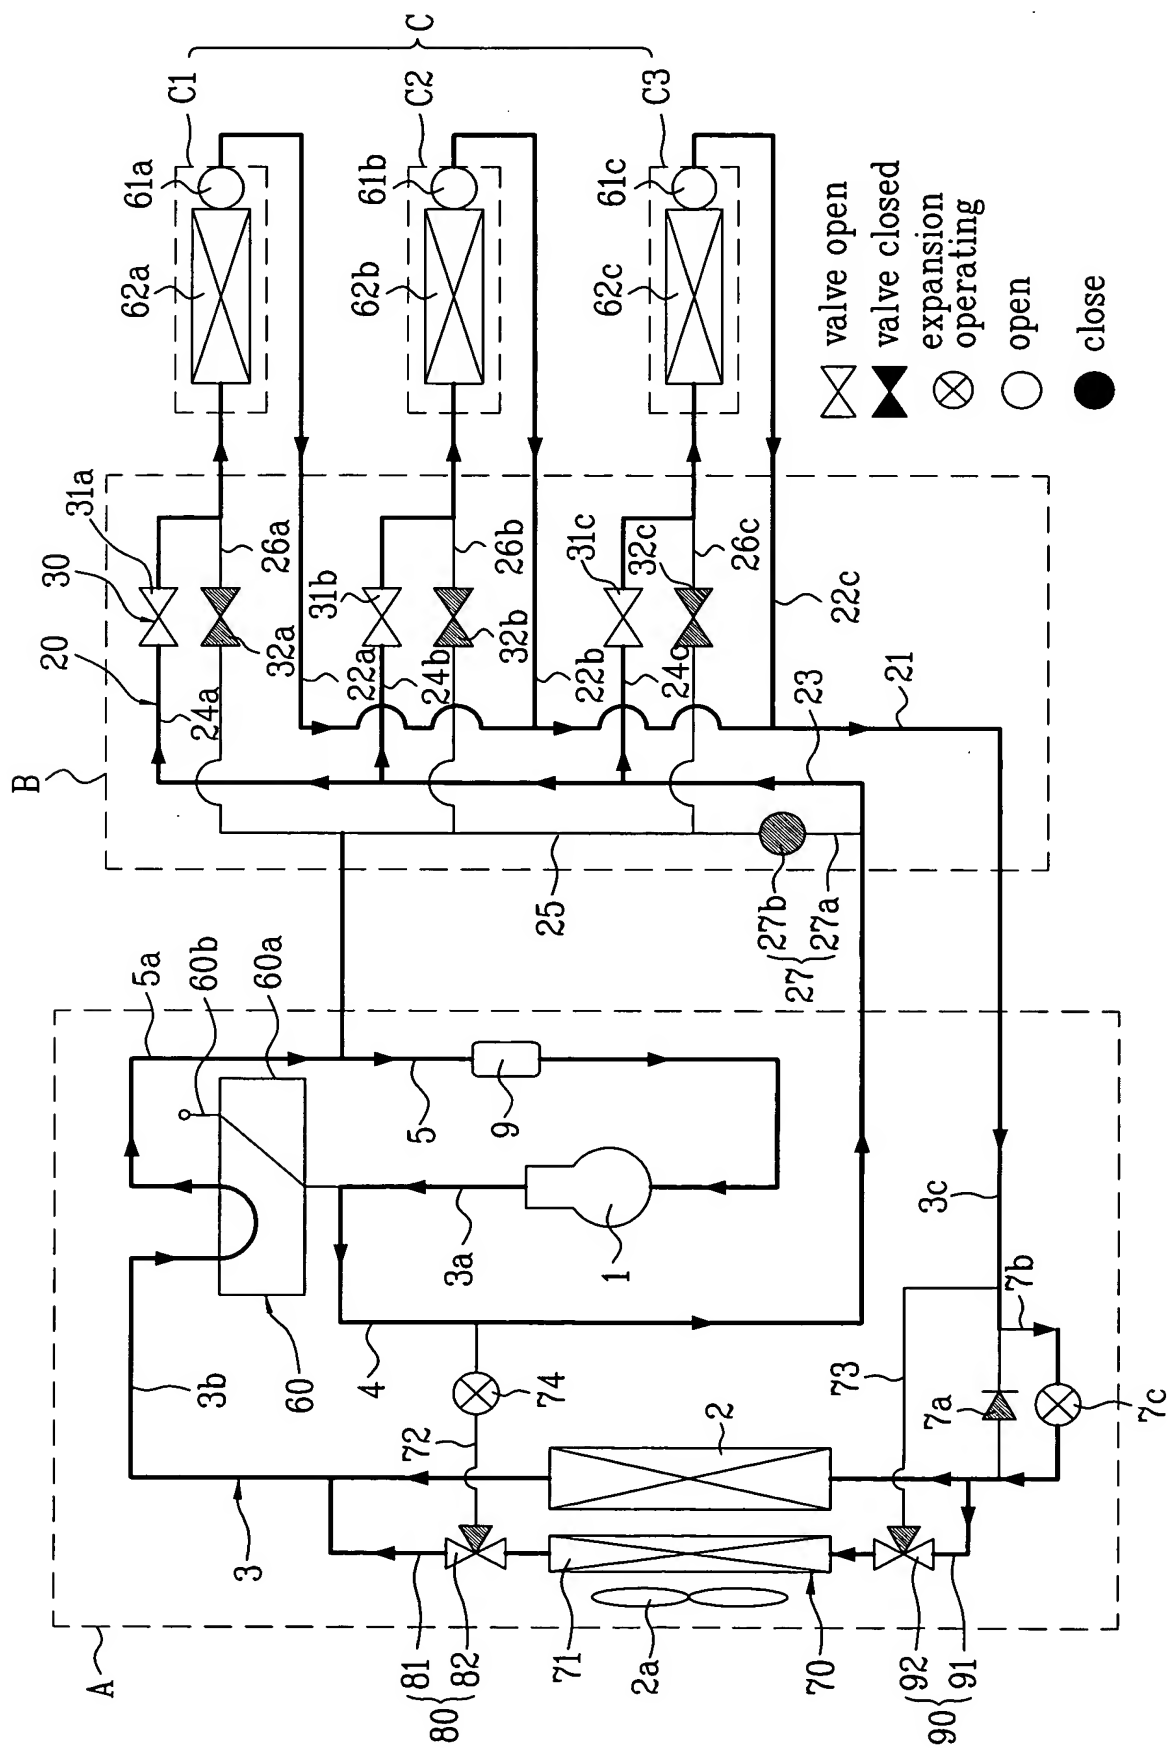 C
C1
C2
C3
61a
62a
61b
62b
61c
62c
valve open
valve closed
expansion
operating
open
close
B
20
30
31a
24a
32a
26a
22a
31b
24b
32b
26b
22b
31c
24c
32c
26c
22c
23
21
25
27b
27a
27
5a
60b
60a
5
9
3a
1
4
60
3b
3c
7b
7a
7c
73
74
72
2
3
A
81
82
80
71
2a
70
92
91
90